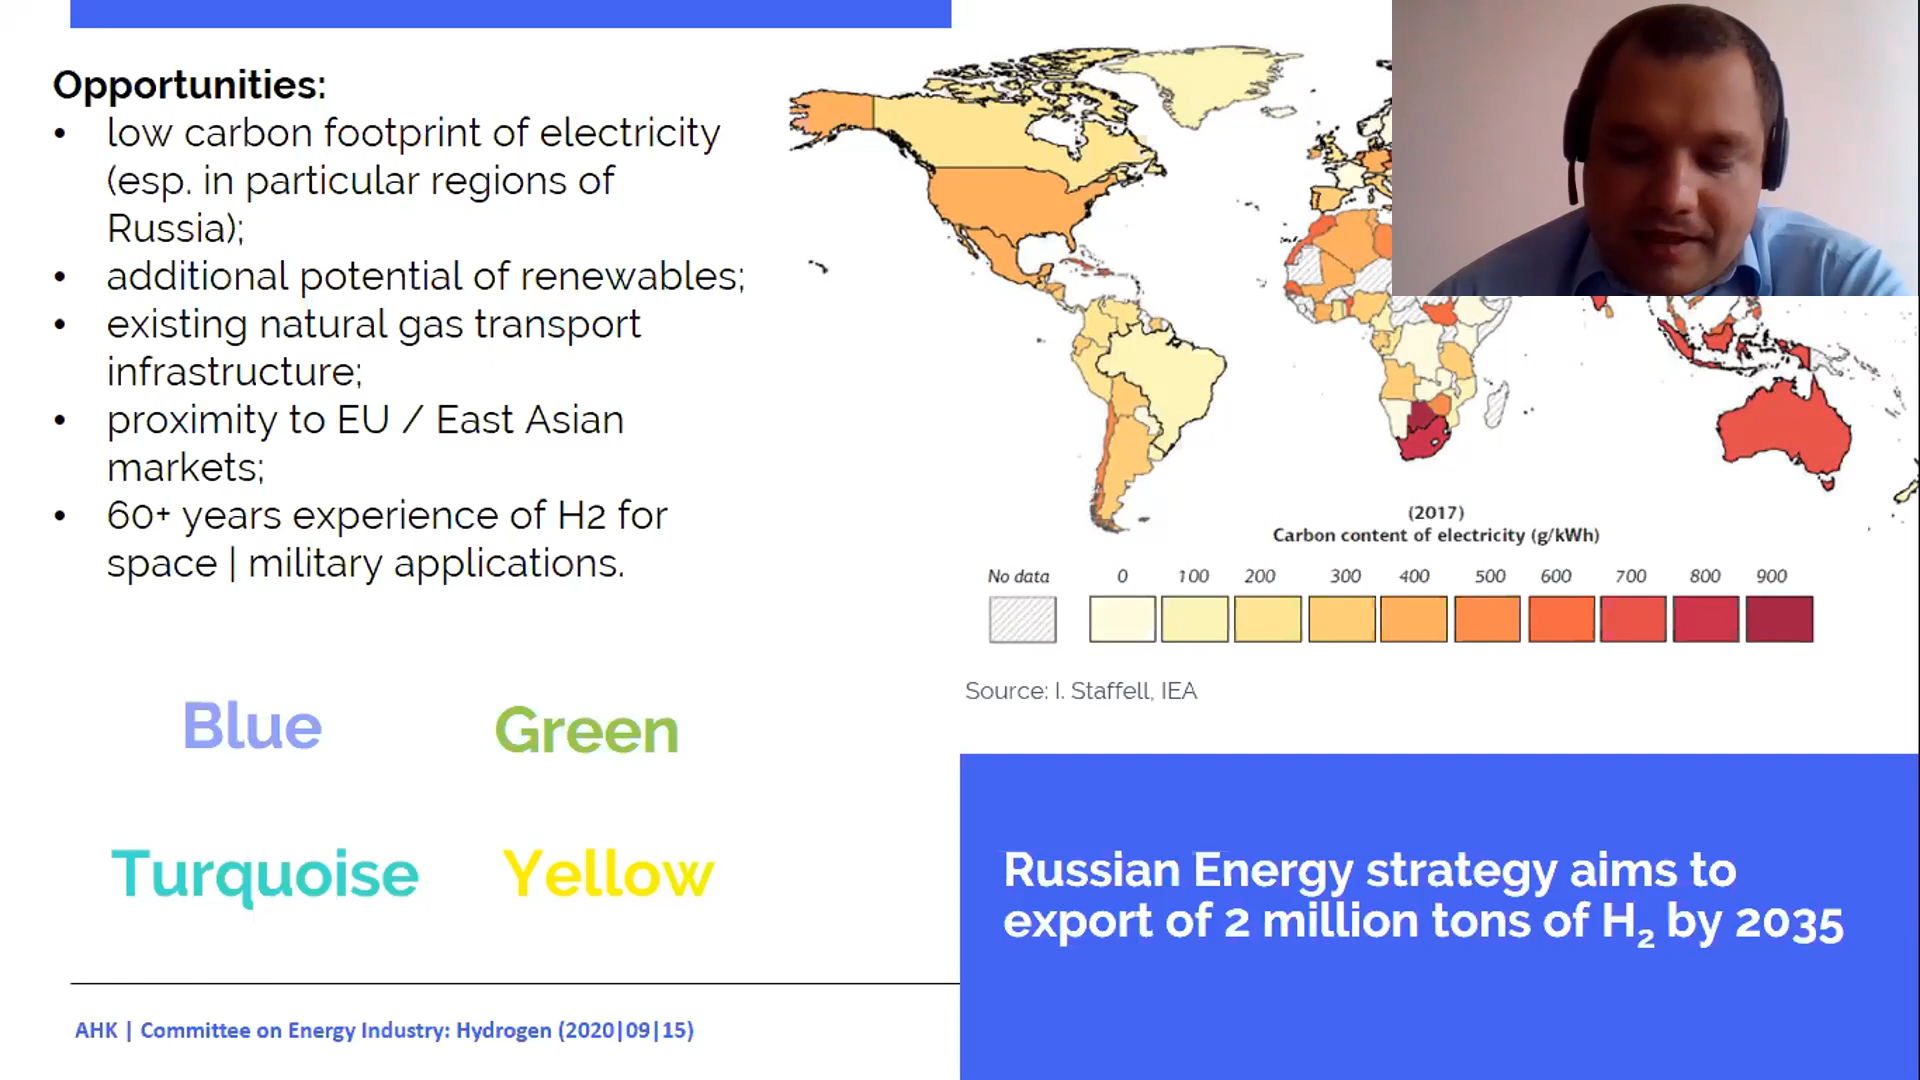 Opportunities:
• low carbon footprint of electricity
(esp. in particular regions of
Russia);
• additional potential of renewables;
• existing natural gas transport
infrastructure;
• proximity to EU / East Asian
markets;
• 60+ years experience of H2 for
space | military applications.
(2017)
Carbon content of electricity (g/kWh)
No data 0 100 200 300 400 500 600 700 800 900
Source: I. Staffell, IEA
Blue Green
Turquoise Yellow
Russian Energy strategy aims to
export of 2 million tons of H₂ by 2035
AHK | Committee on Energy Industry: Hydrogen (2020|09|15)